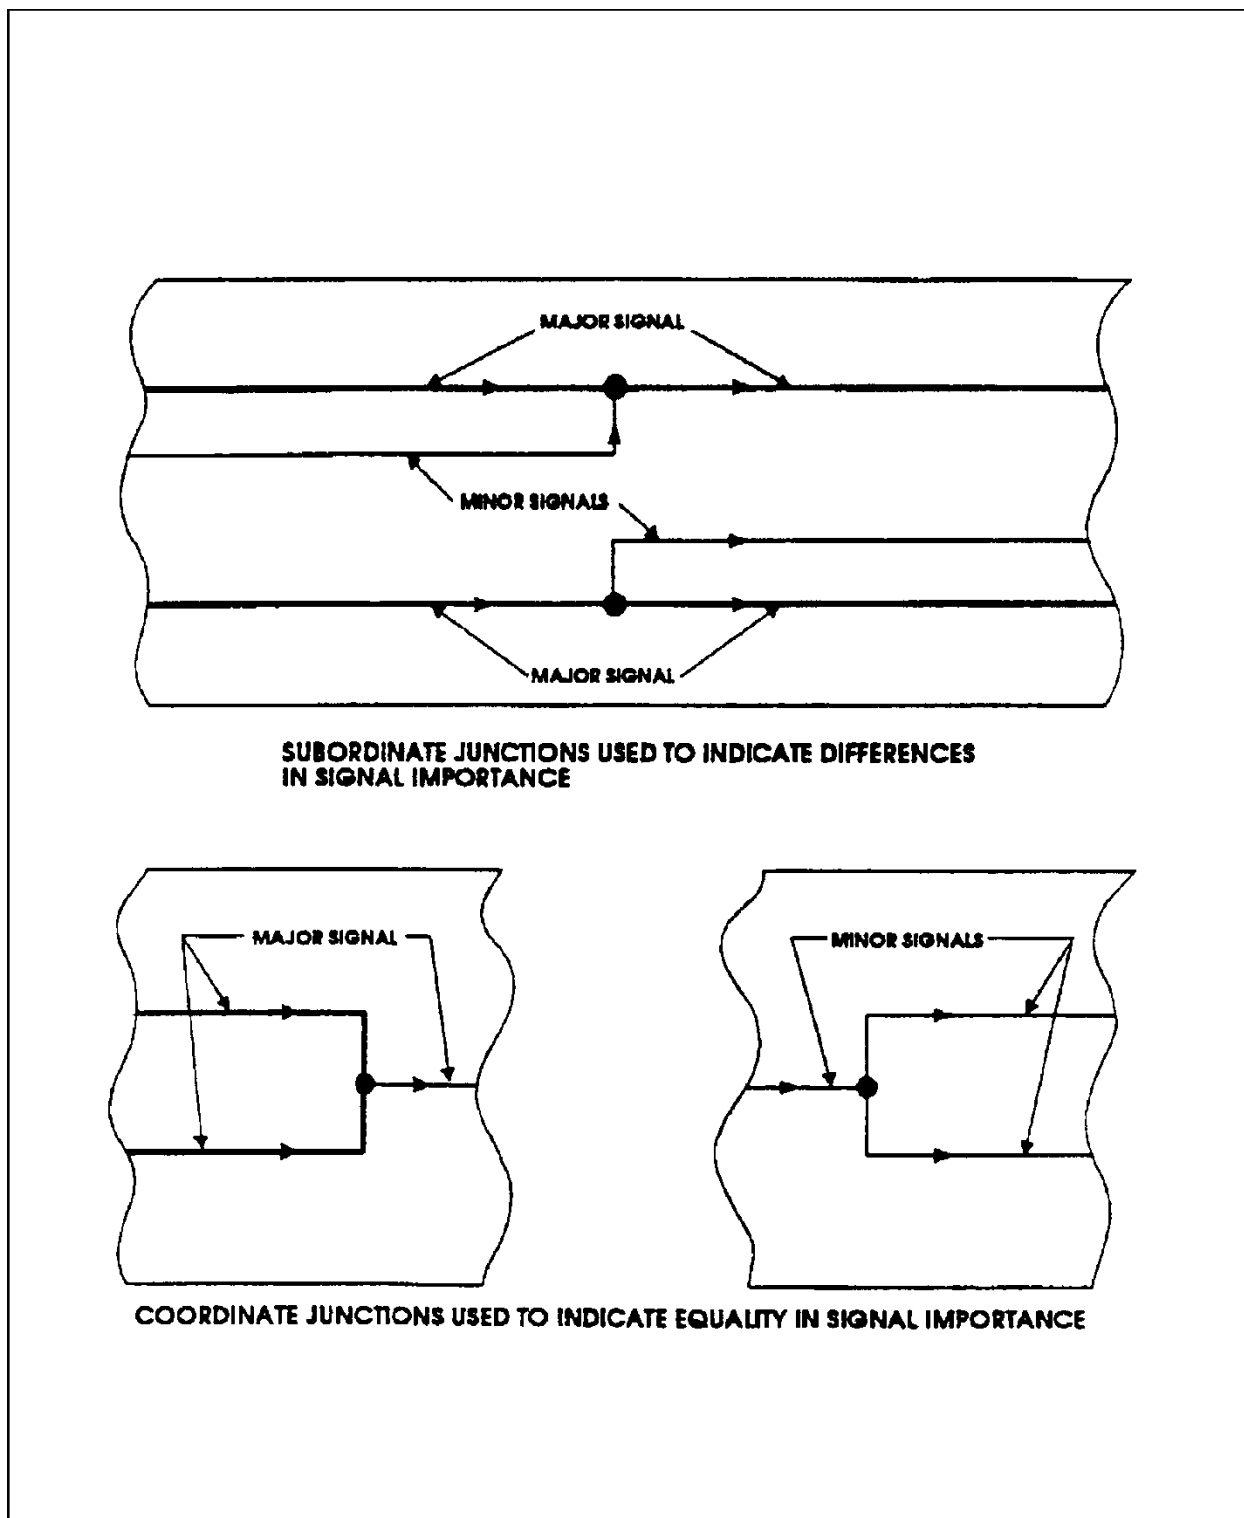 MAJOR SIGNAL
MINOR SIGNALS
MAJOR SIGNAL
SUBORDINATE JUNCTIONS USED TO INDICATE DIFFERENCES
IN SIGNAL IMPORTANCE
MAJOR SIGNAL
MINOR SIGNALS
COORDINATE JUNCTIONS USED TO INDICATE EQUALITY IN SIGNAL IMPORTANCE